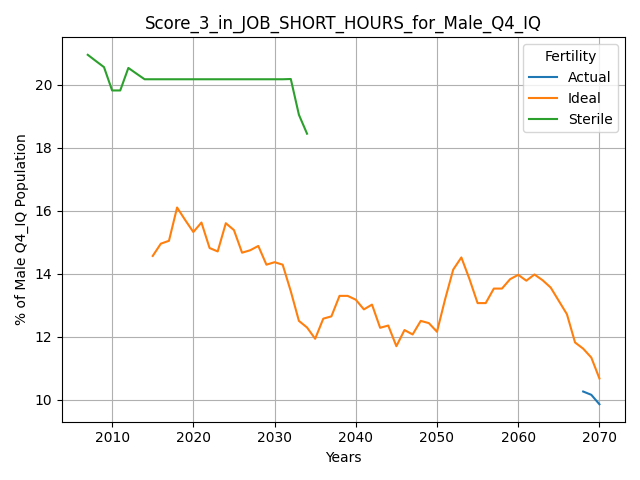 Score_3_in_JOB_SHORT_HOURS_for_Male_Q4_IQ
Fertility
Actual
Ideal
Sterile
% of Male Q4_IQ Population
20
18
16
14
12
10
2010 2020 2030 2040 2050 2060 2070
Years